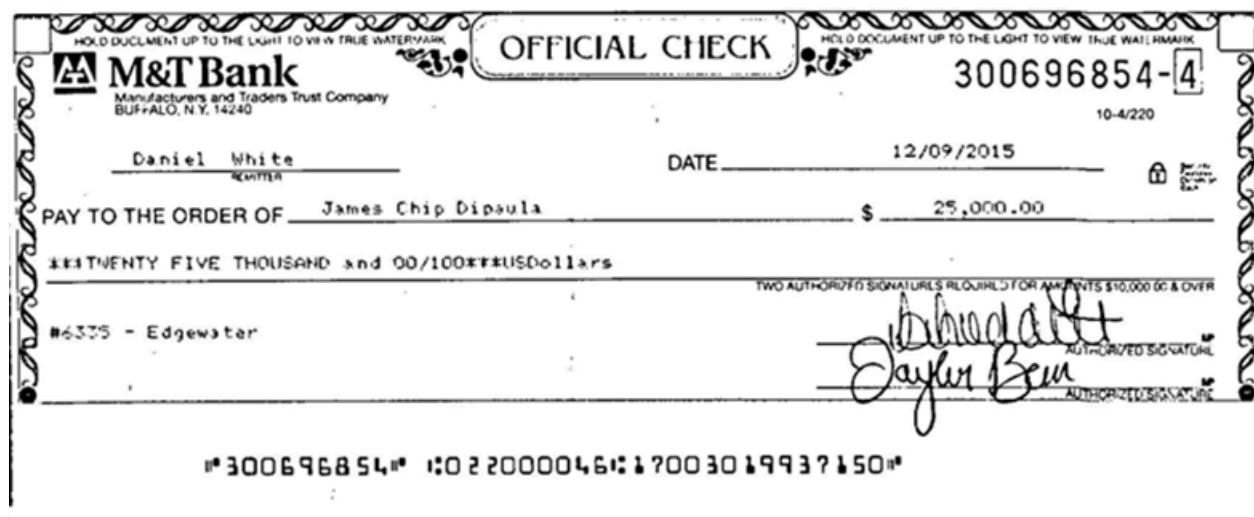 HOLD DOCUMENT UP TO THE LIGHT TO VIEW TRUE WATERMARK
OFFICIAL CHECK
HOLD DOCUMENT UP TO THE LIGHT TO VIEW TRUE WATERMARK
M&T Bank
300696854-4
Manufacturers and Traders Trust Company
BUFFALO, N.Y. 14240
10-4/220
Daniel White
DATE 12/09/2015
REMITTER
PAY TO THE ORDER OF James Chip Dipaula $ 25,000.00
***TWENTY FIVE THOUSAND and 00/100***USDollars
TWO AUTHORIZED SIGNATURES REQUIRED FOR AMOUNTS $10,000.00 & OVER
#6335 - Edgewater
AUTHORIZED SIGNATURE
Taylor
AUTHORIZED SIGNATURE
⑈300696854⑈ ⑆022000046⑆17003019937150⑈